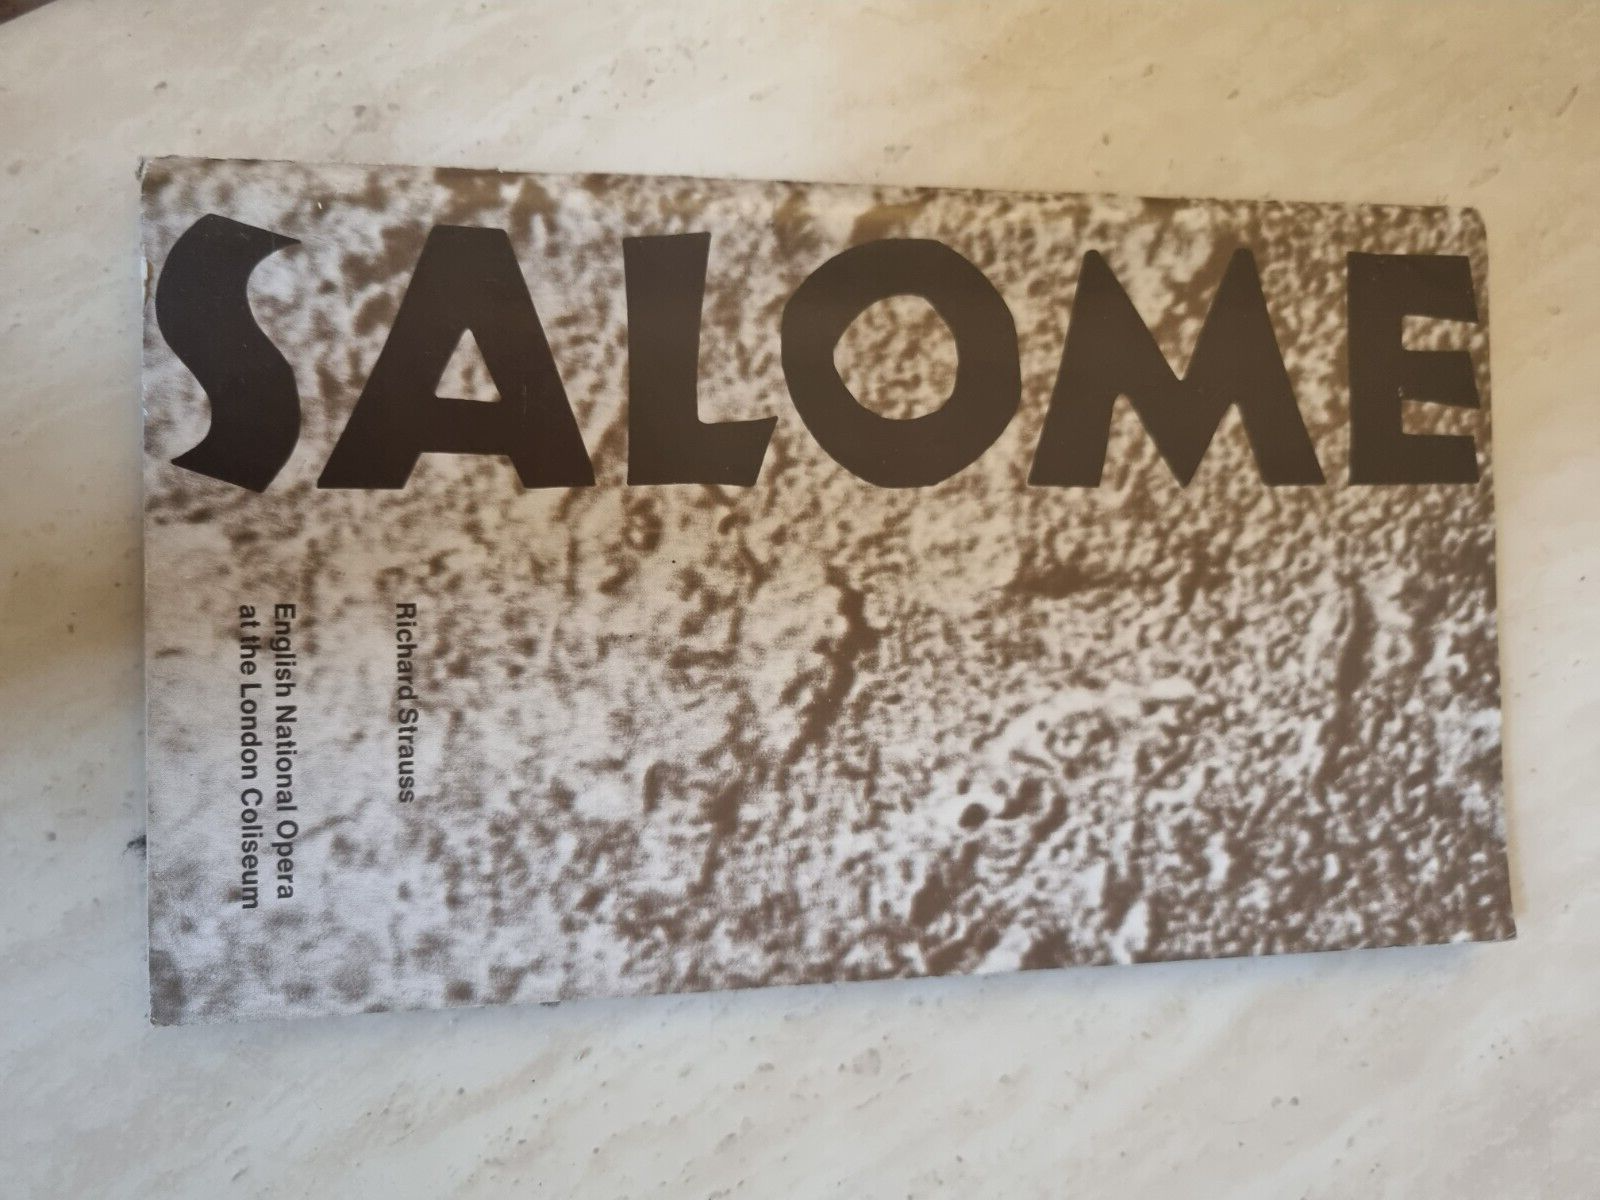 SALOME
Richard Strauss
English National Opera
at the London Coliseum